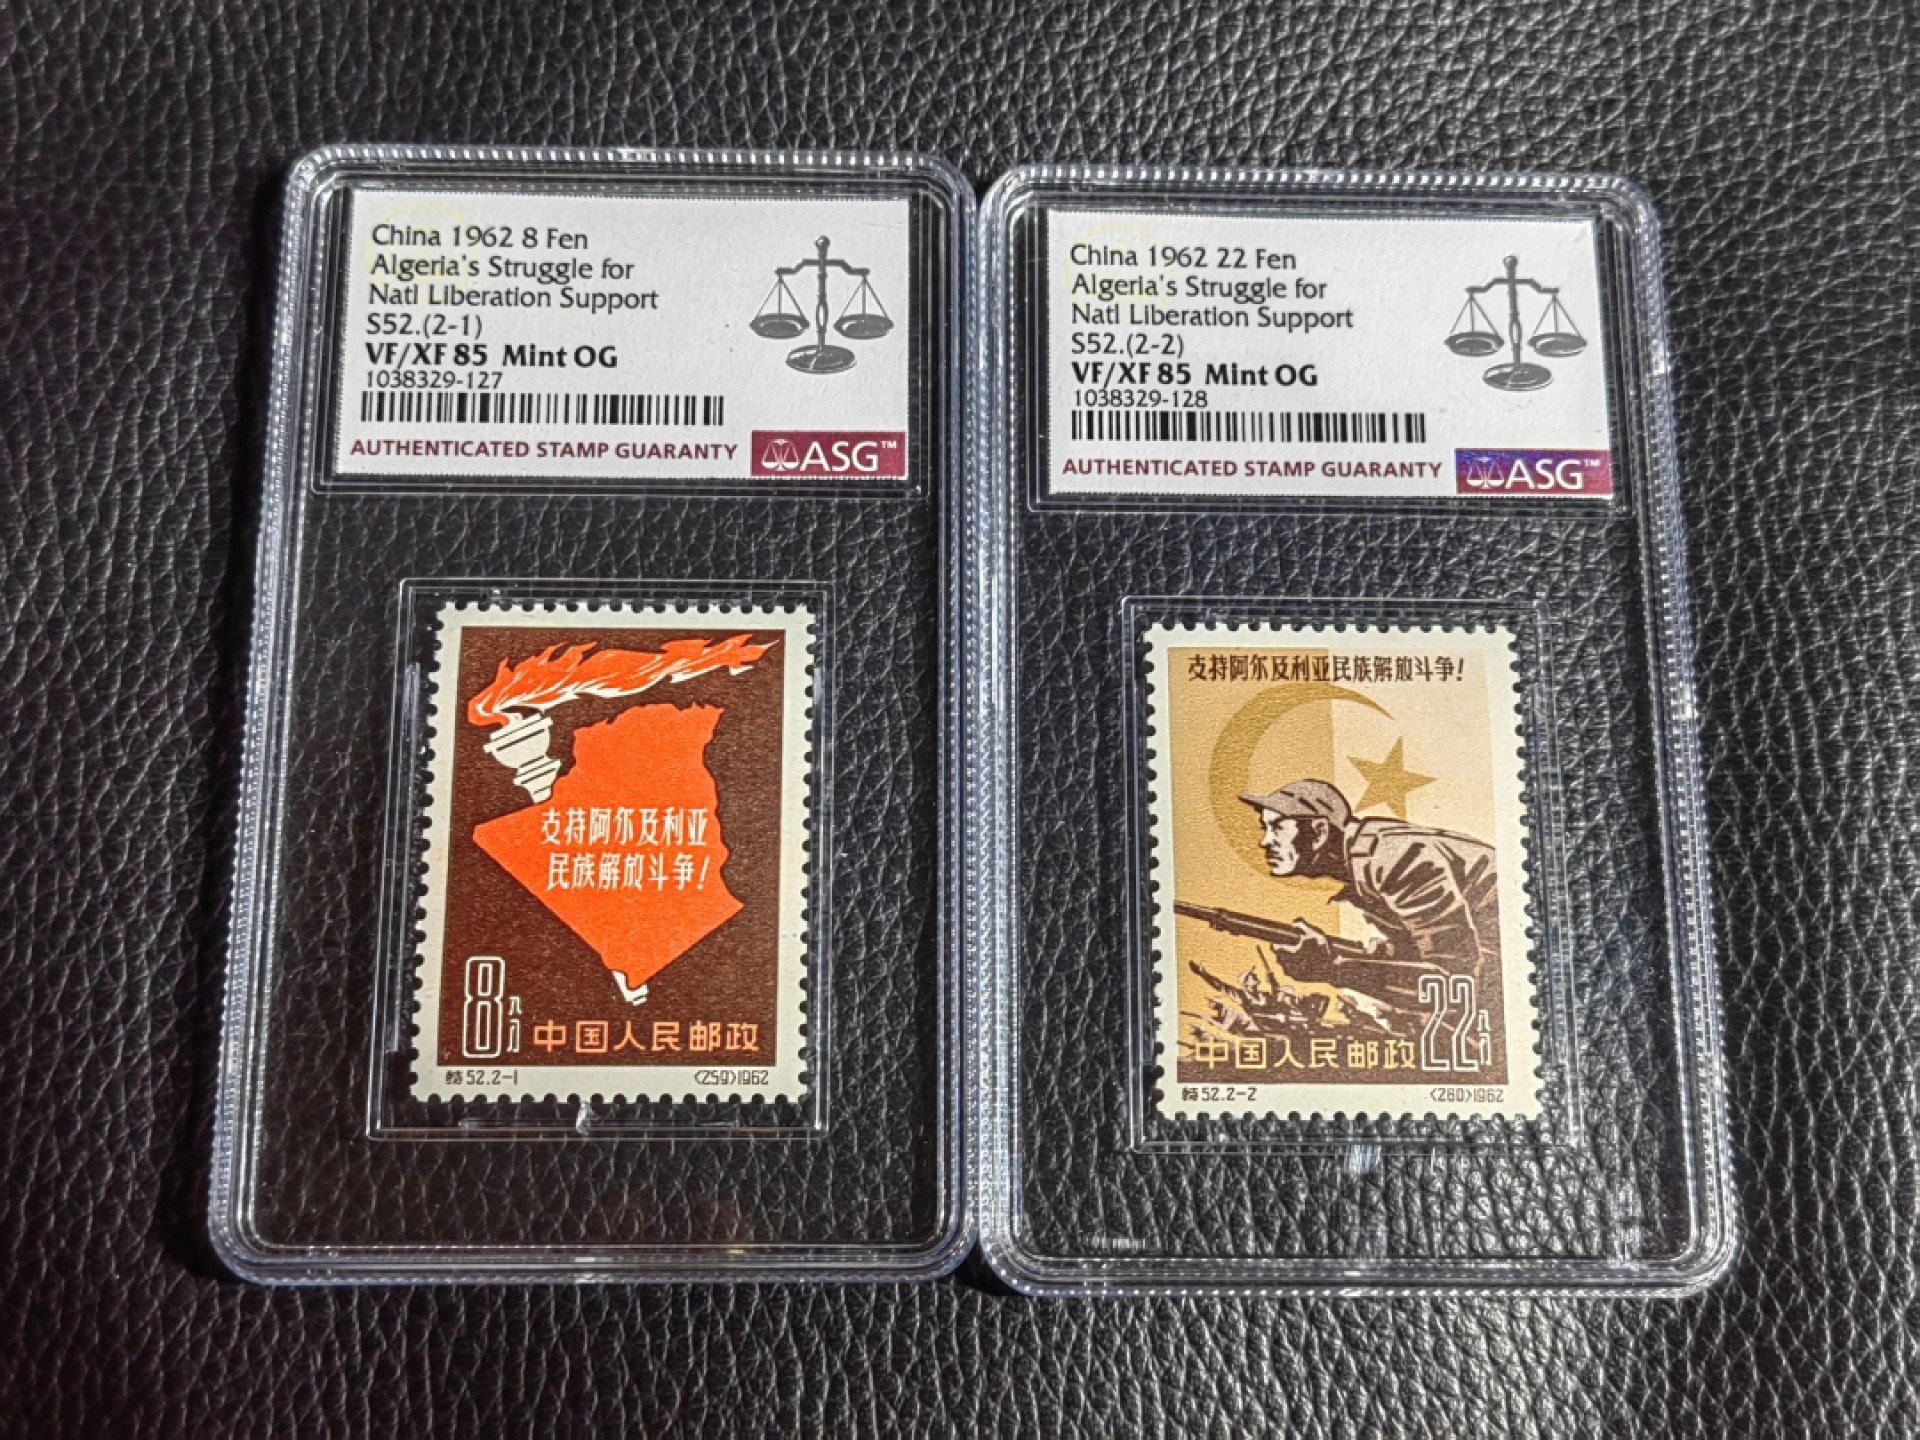 China 1962 8 Fen
Algeria's Struggle for
Natl Liberation Support
S52.(2-1)
VF/XF 85 Mint OG
1038329-127
AUTHENTICATED STAMP GUARANTY
ASG™
支持阿尔及利亚
民族解放斗争!
8八分
中国人民邮政
特52.2-1
(259)1962
China 1962 22 Fen
Algeria's Struggle for
Natl Liberation Support
S52.(2-2)
VF/XF 85 Mint OG
1038329-128
AUTHENTICATED STAMP GUARANTY
ASG™
支持阿尔及利亚民族解放斗争!
中国人民邮政
22
特52.2-2
(260)1962